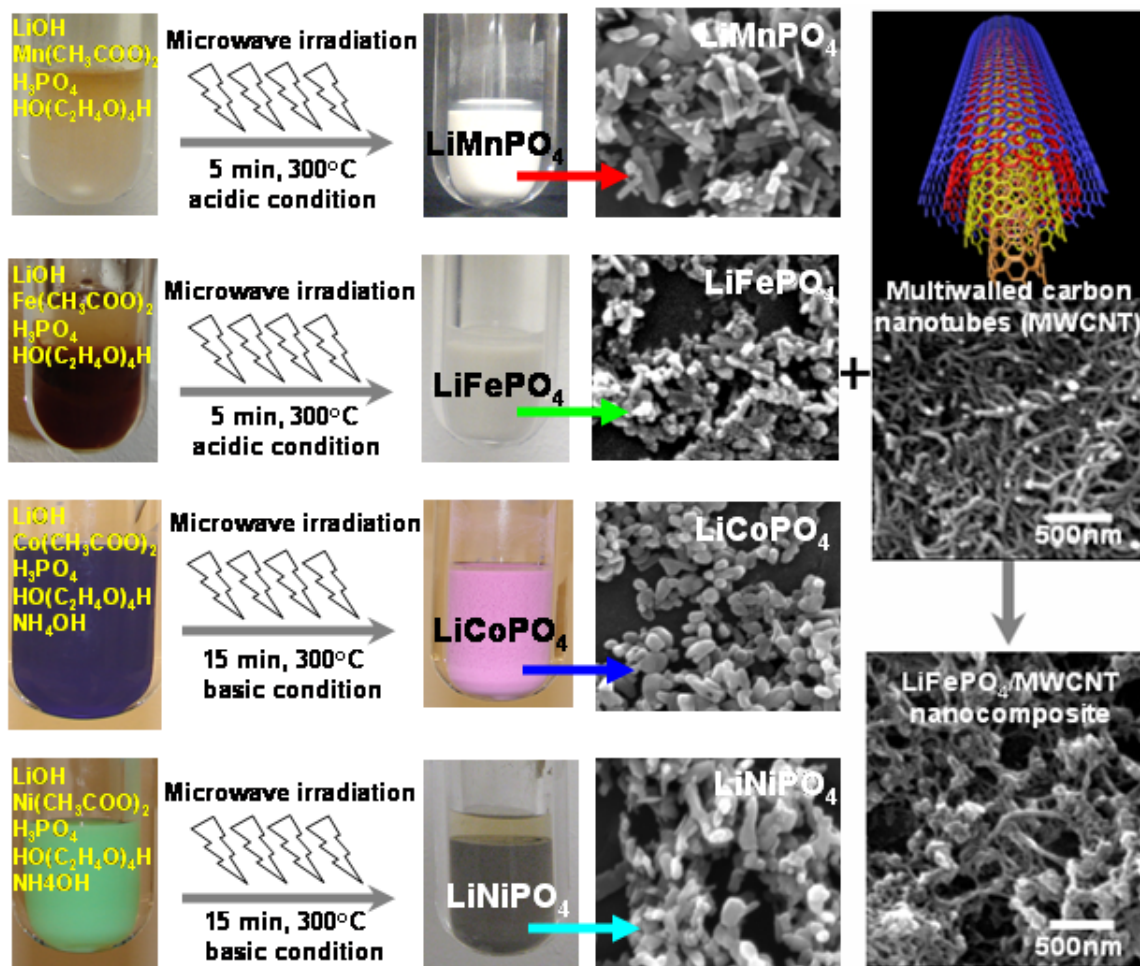 LiOH
Mn(CH₃COO)₂
H₃PO₄
HO(C₂H₄O)₄H
Microwave irradiation
5 min, 300°C
acidic condition
LiMnPO₄
LiMnPO₄
LiOH
Fe(CH₃COO)₂
H₃PO₄
HO(C₂H₄O)₄H
Microwave irradiation
5 min, 300°C
acidic condition
LiFePO₄
LiFePO₄
+
Multiwalled carbon
nanotubes (MWCNT)
500nm
LiOH
Co(CH₃COO)₂
H₃PO₄
HO(C₂H₄O)₄H
NH₄OH
Microwave irradiation
15 min, 300°C
basic condition
LiCoPO₄
LiCoPO₄
LiOH
Ni(CH₃COO)₂
H₃PO₄
HO(C₂H₄O)₄H
NH4OH
Microwave irradiation
15 min, 300°C
basic condition
LiNiPO₄
LiNiPO₄
LiFePO₄/MWCNT
nanocomposite
500nm